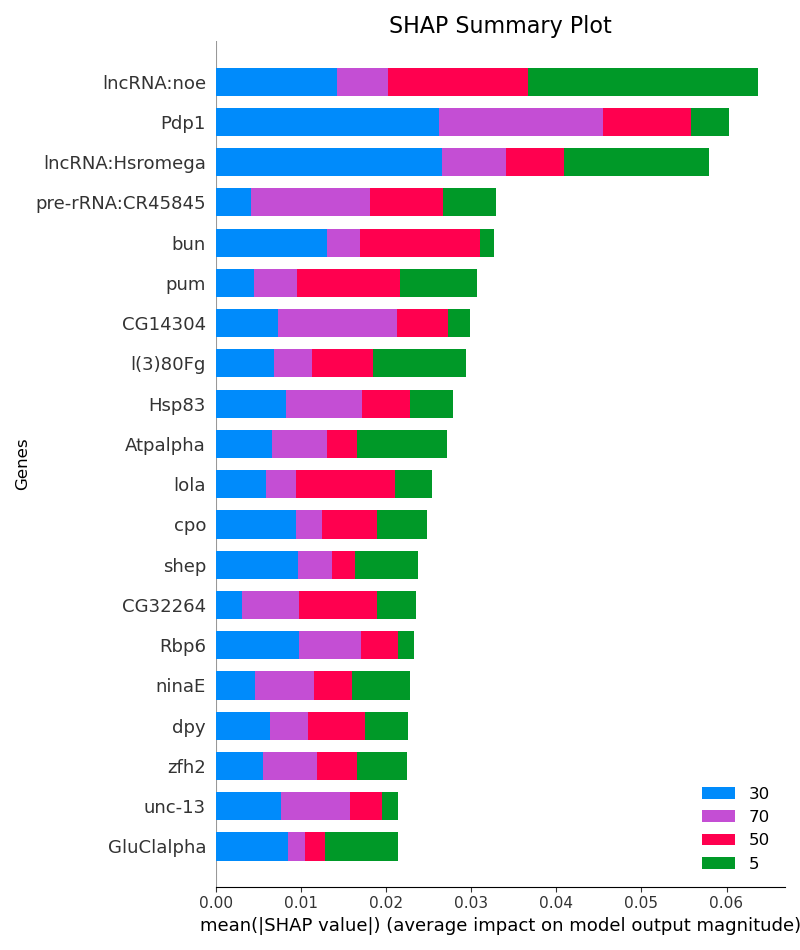 SHAP Summary Plot
lncRNA:noe
Pdp1
lncRNA:Hsromega
pre-rRNA:CR45845
bun
pum
CG14304
l(3)80Fg
Hsp83
Atpalpha
lola
cpo
shep
CG32264
Rbp6
ninaE
dpy
zfh2
unc-13
GluClalpha
Genes
30
70
50
5
0.00 0.01 0.02 0.03 0.04 0.05 0.06
mean(|SHAP value|) (average impact on model output magnitude)